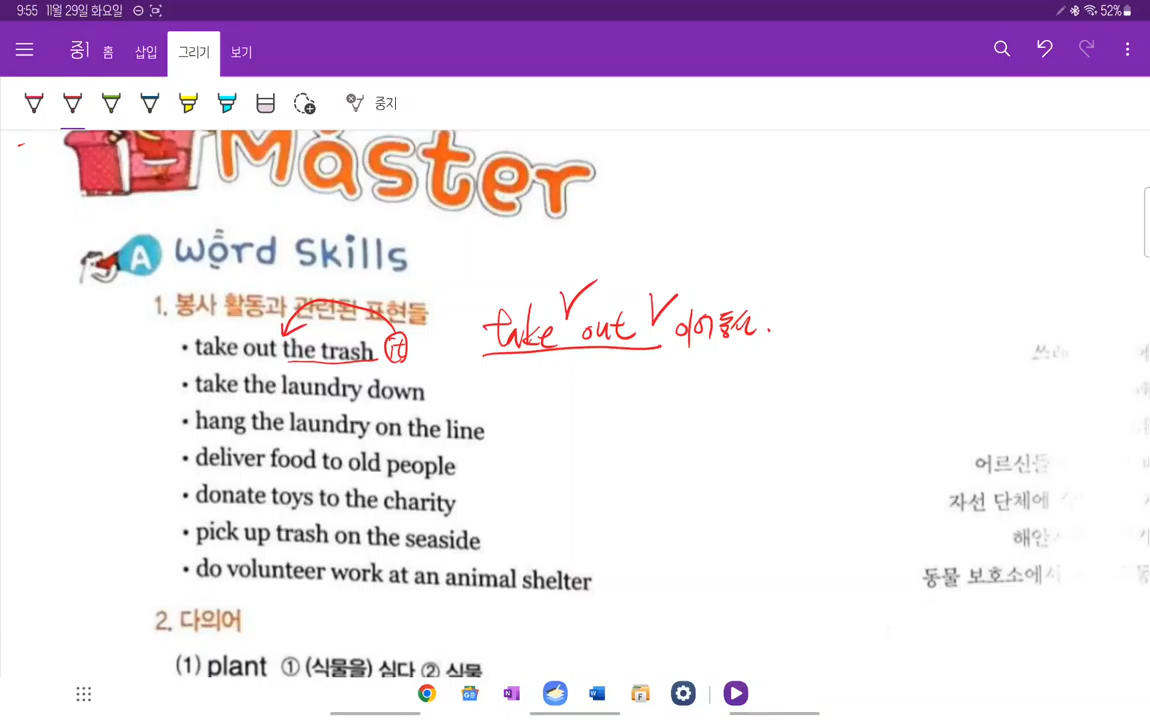 9:55 11월 29일 화요일 52%
중1 홈 삽입 그리기 보기
중지
Master
A Word Skills
1. 봉사 활동과 관련된 표현들
take out 이어동사.
• take out the trash it
• take the laundry down
• hang the laundry on the line
• deliver food to old people 어르신들
• donate toys to the charity 자선 단체에
• pick up trash on the seaside 해안
• do volunteer work at an animal shelter 동물 보호소에서
2. 다의어
(1) plant ① (식물을) 심다 ② 식물